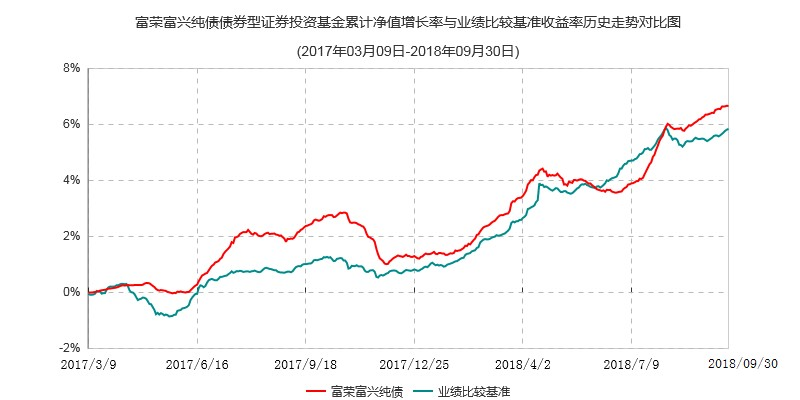 富荣富兴纯债债券型证券投资基金累计净值增长率与业绩比较基准收益率历史走势对比图
(2017年03月09日-2018年09月30日)
8%
6%
4%
2%
0%
-2%
2017/3/9 2017/6/16 2017/9/18 2017/12/25 2018/4/2 2018/7/9 2018/09/30
富荣富兴纯债 业绩比较基准